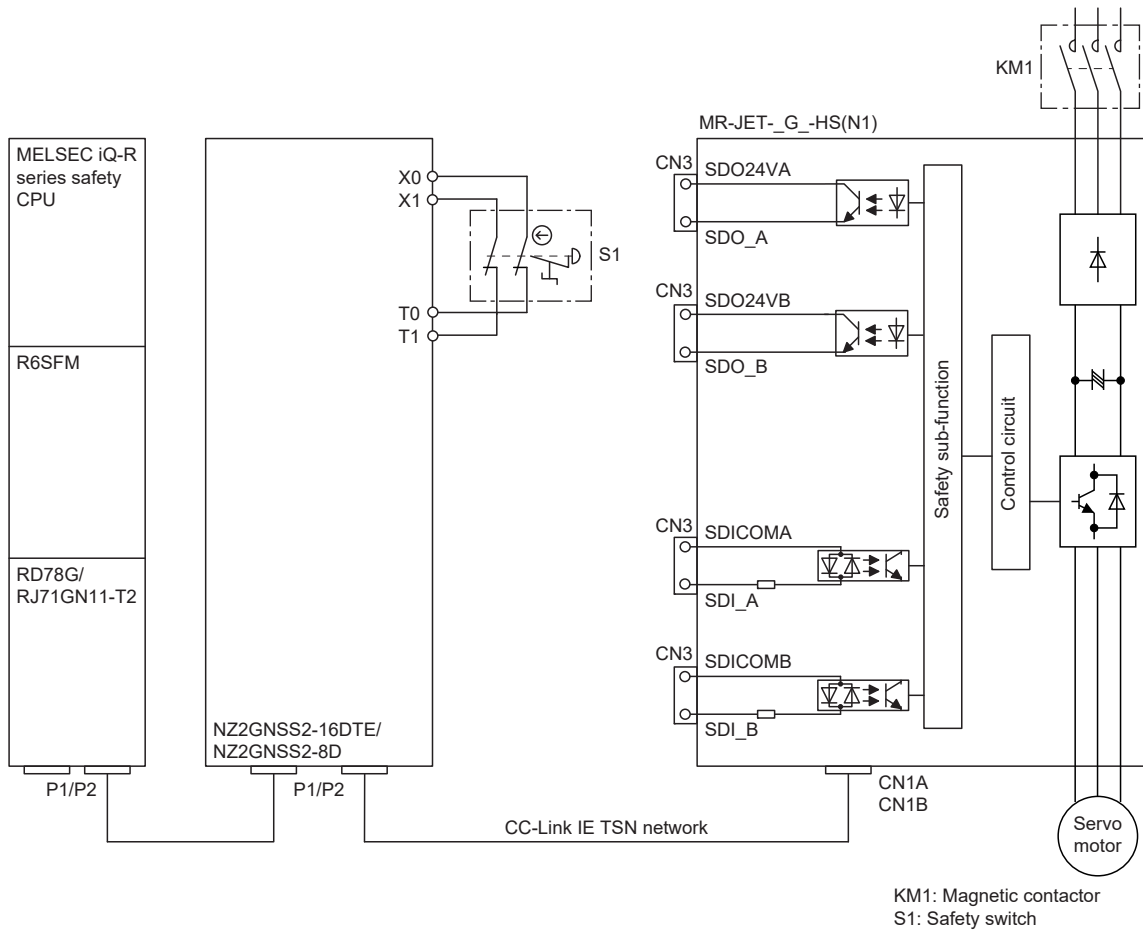 KM1
MR-JET-_G_-HS(N1)
MELSEC iQ-R
series safety
CPU
R6SFM
RD78G/
RJ71GN11-T2
P1/P2
X0
X1
S1
T0
T1
NZ2GNSS2-16DTE/
NZ2GNSS2-8D
P1/P2
CC-Link IE TSN network
CN3
SDO24VA
SDO_A
CN3
SDO24VB
SDO_B
CN3
SDICOMA
SDI_A
CN3
SDICOMB
SDI_B
Safety sub-function
Control circuit
CN1A
CN1B
Servo
motor
KM1: Magnetic contactor
S1: Safety switch